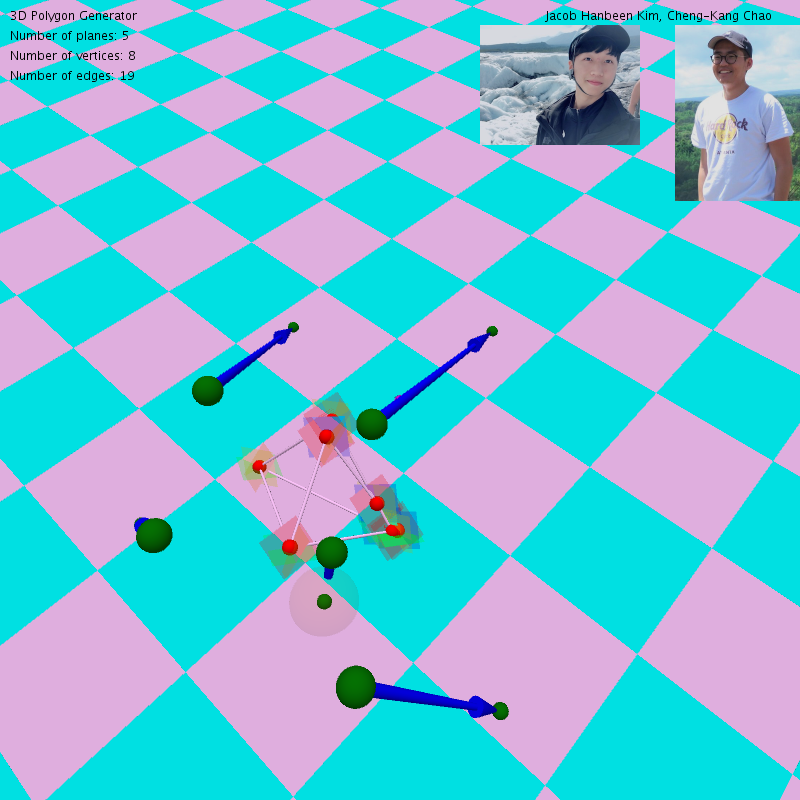 3D Polygon Generator
Jacob Hanbeen Kim, Cheng-Kang Chao
Number of planes: 5
Number of vertices: 8
Number of edges: 19